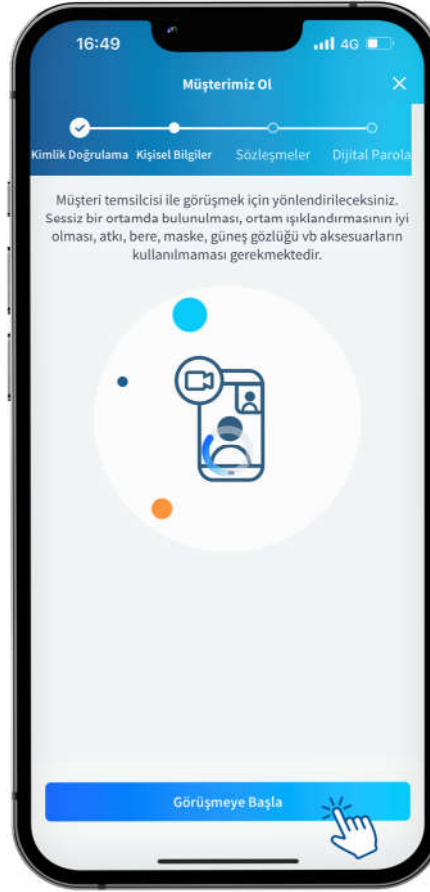 16:49
4G
Müşterimiz Ol
Kimlik Doğrulama Kişisel Bilgiler Sözleşmeler Dijital Parola
Müşteri temsilcisi ile görüşmek için yönlendirileceksiniz.
Sessiz bir ortamda bulunulması, ortam ışıklandırmasının iyi
olması, atkı, bere, maske, güneş gözlüğü vb aksesuarların
kullanılmaması gerekmektedir.
Görüşmeye Başla